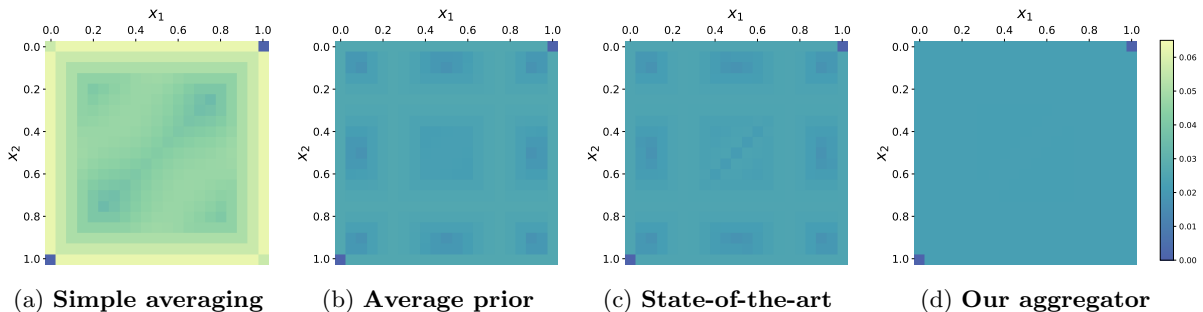 x₁ x₁ x₁ x₁
0.0 0.2 0.4 0.6 0.8 1.0 0.0 0.2 0.4 0.6 0.8 1.0 0.0 0.2 0.4 0.6 0.8 1.0 0.0 0.2 0.4 0.6 0.8 1.0
0.0 0.0 0.0 0.0 0.06
0.2 0.2 0.2 0.2 0.05
0.4 0.4 0.4 0.4 0.04
x₂ x₂ x₂ x₂ 0.03
0.6 0.6 0.6 0.6 0.02
0.8 0.8 0.8 0.8 0.01
1.0 1.0 1.0 1.0 0.00
(a) Simple averaging (b) Average prior (c) State-of-the-art (d) Our aggregator